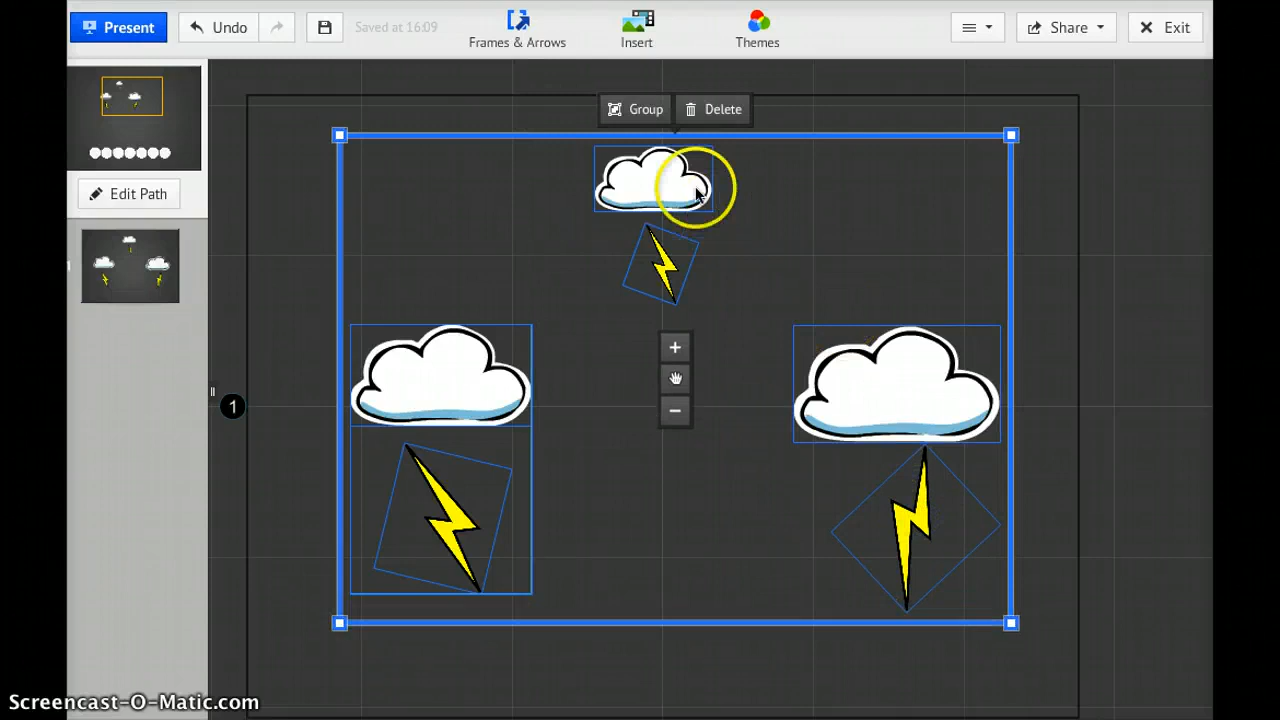 Present
Undo
Saved at 16:09
Frames & Arrows
Insert
Themes
Share
Exit
Group
Delete
Edit Path
1
Screencast-O-Matic.com